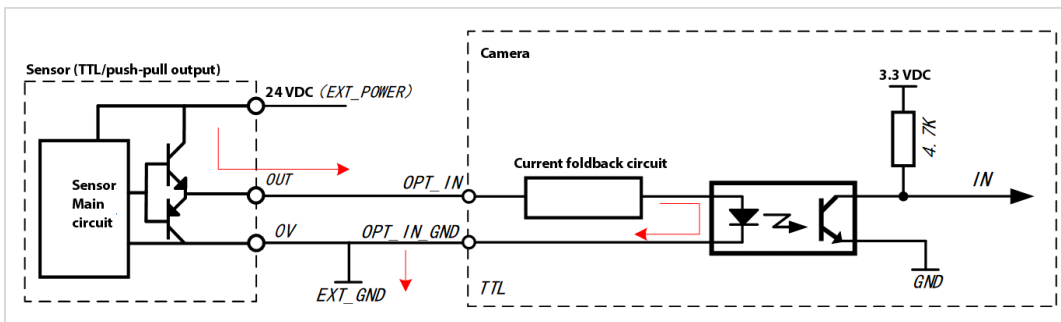 Camera
Sensor (TTL/push-pull output)
24 VDC (EXT_POWER)
3.3 VDC
4.7K
Current foldback circuit
Sensor
Main
circuit
OUT
OPT_IN
IN
0V
OPT_IN_GND
EXT_GND
TTL
GND